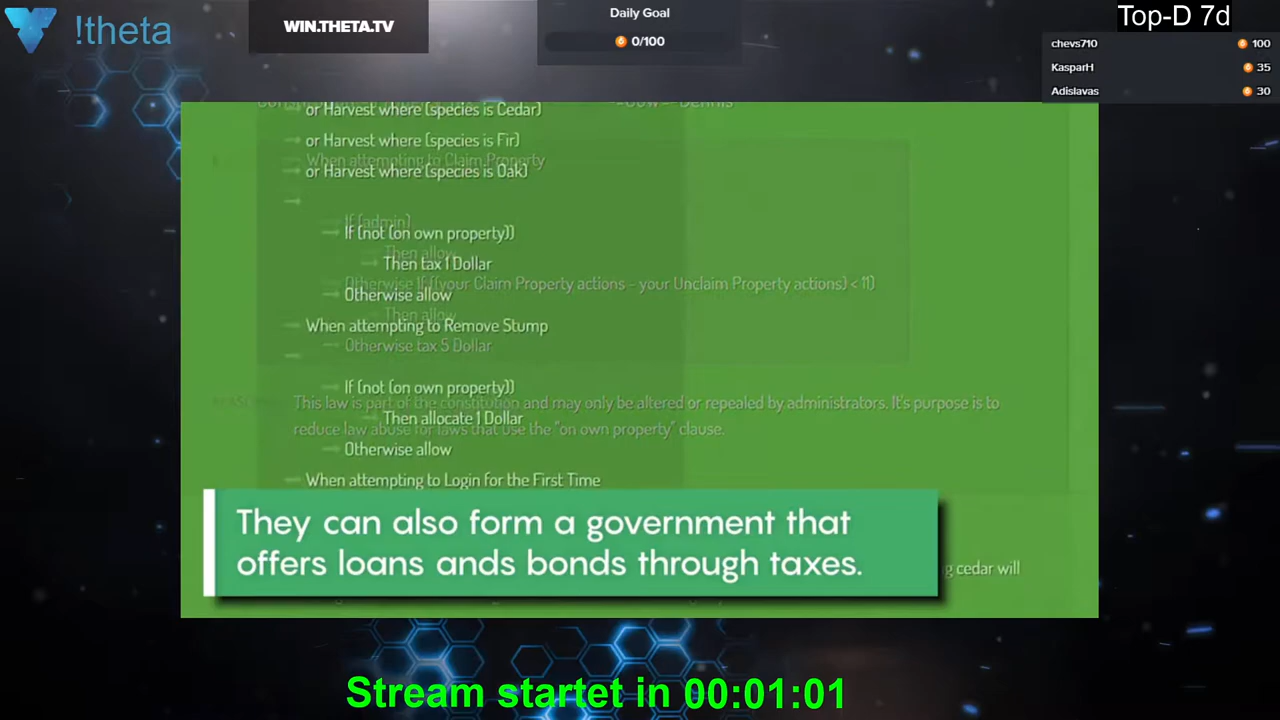 !theta
WIN.THETA.TV
Daily Goal
0/100
Top-D 7d
chevs710 100
KasparH 35
Adislavas 30
or Harvest where (species is Cedar)
or Harvest where (species is Fir)
When attempting to Claim Property
or Harvest where (species is Oak)
If (admin)
If (not (on own property))
Then allow
Then tax 1 Dollar
Otherwise If ((your Claim Property actions - your Unclaim Property actions) < 11)
Otherwise allow
Then allow
When attempting to Remove Stump
Otherwise tax 5 Dollar
If (not (on own property))
This law is part of the constitution and may only be altered or repealed by administrators. It's purpose is to
Then allocate 1 Dollar
reduce law abuse for laws that use the "on own property" clause.
Otherwise allow
When attempting to Login for the First Time
They can also form a government that
offers loans ands bonds through taxes.
cedar will
Stream startet in 00:01:01